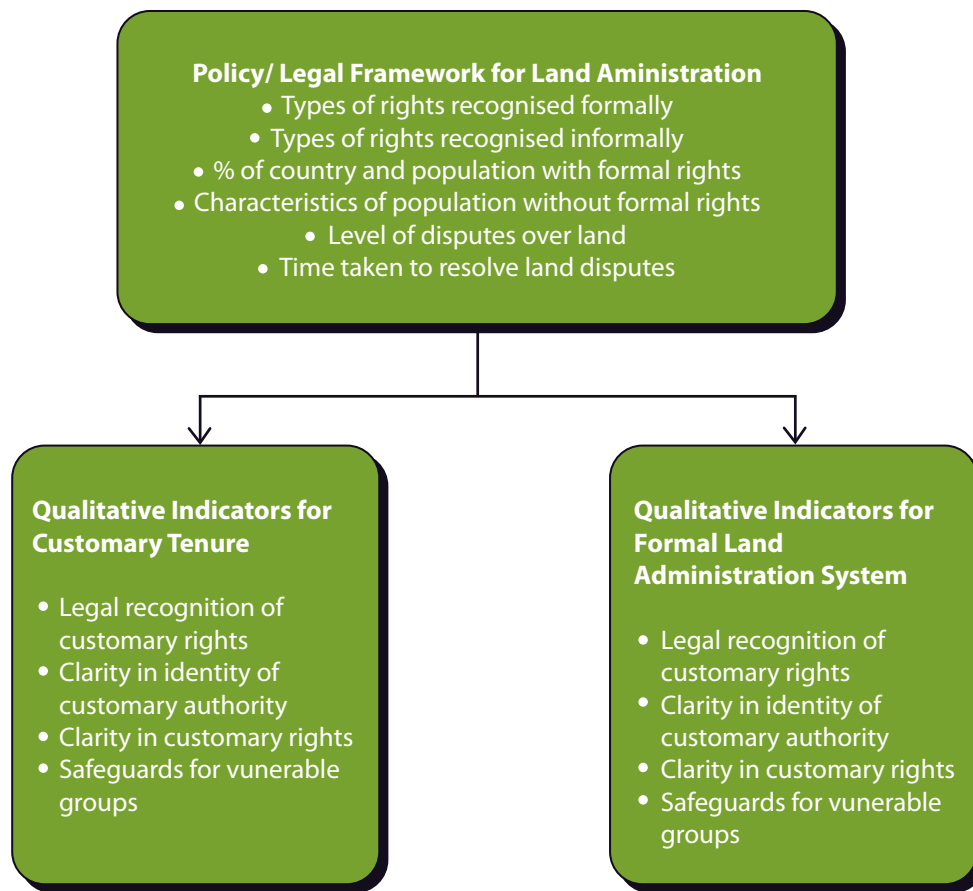 Policy/ Legal Framework for Land Aministration
• Types of rights recognised formally
• Types of rights recognised informally
• % of country and population with formal rights
• Characteristics of population without formal rights
• Level of disputes over land
• Time taken to resolve land disputes
Qualitative Indicators for
Customary Tenure
• Legal recognition of
customary rights
• Clarity in identity of
customary authority
• Clarity in customary rights
• Safeguards for vunerable
groups
Qualitative Indicators for
Formal Land
Administration System
• Legal recognition of
customary rights
• Clarity in identity of
customary authority
• Clarity in customary rights
• Safeguards for vunerable
groups